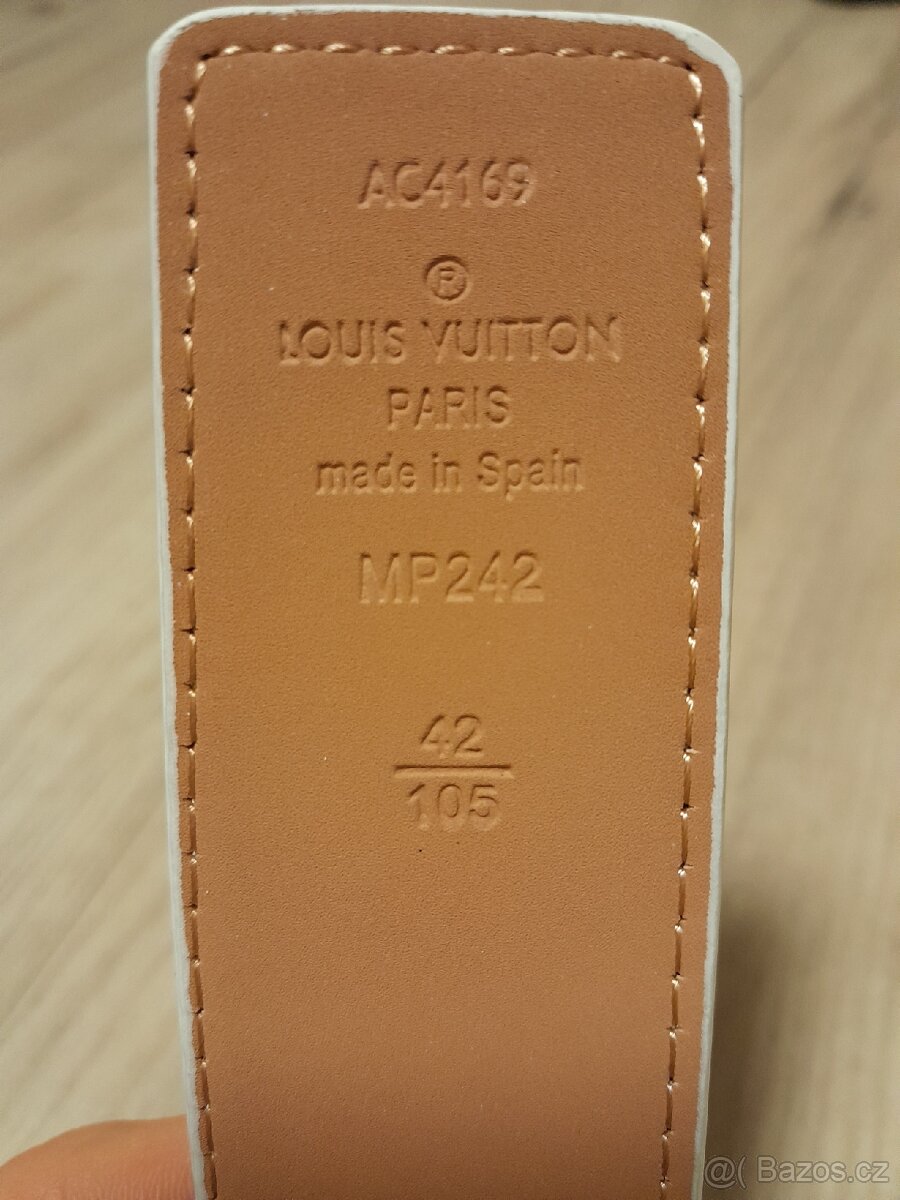 AC4169
®
LOUIS VUITTON
PARIS
made in Spain
MP242
42
105
@( Bazos.cz